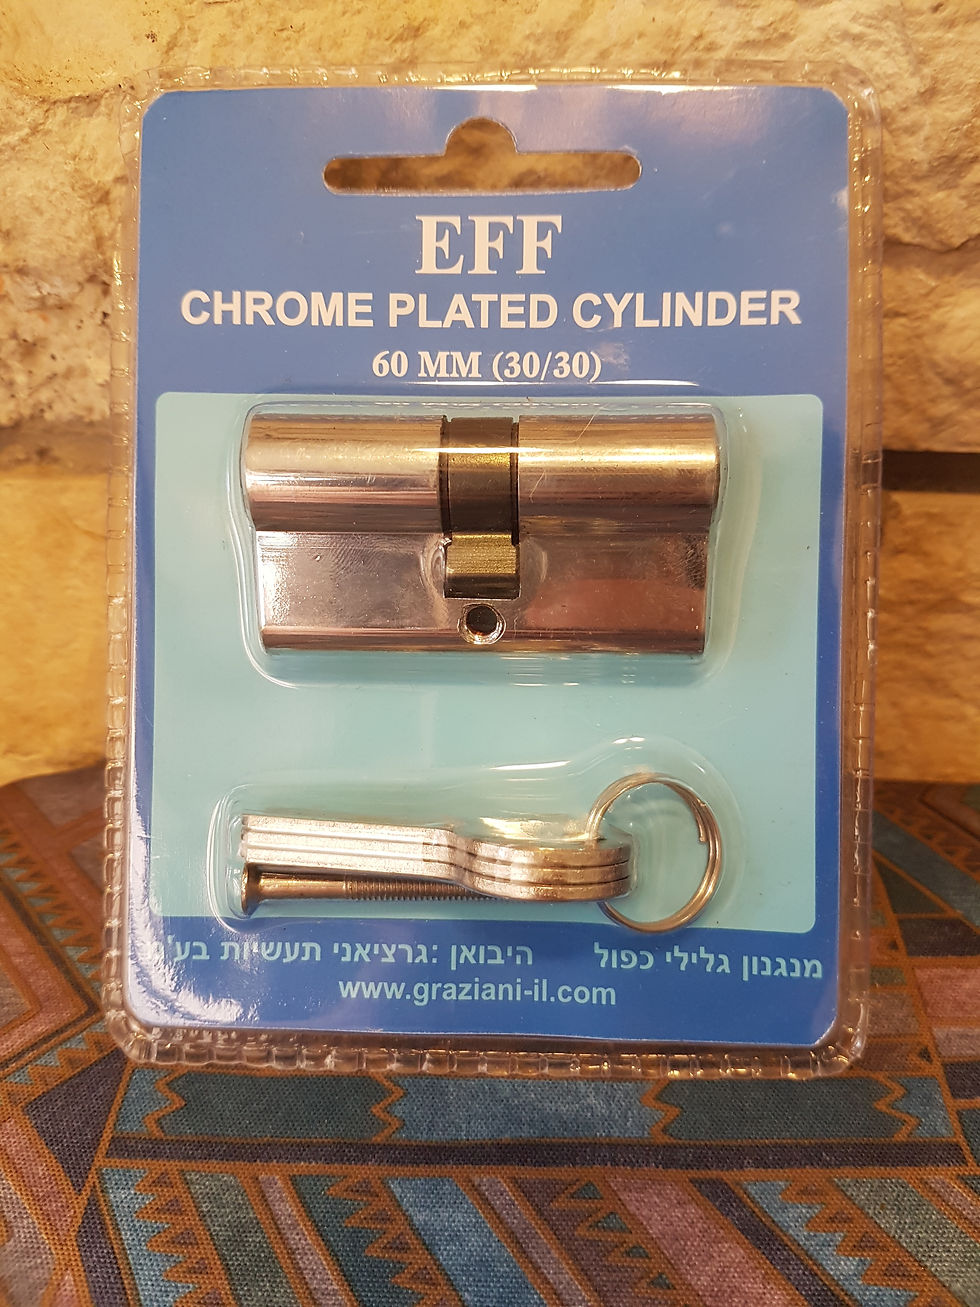 EFF
CHROME PLATED CYLINDER
60 MM (30/30)
מנגנון גלילי כפול היבואן: גרציאני תעשיות בע"מ
www.graziani-il.com